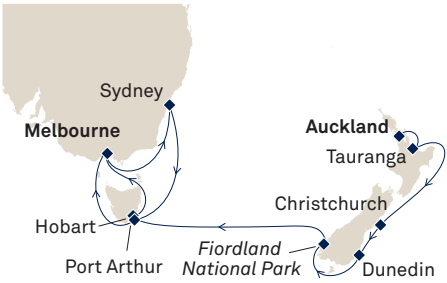 Sydney
Melbourne
Auckland
Tauranga
Christchurch
Hobart
Fiordland
National Park
Port Arthur
Dunedin